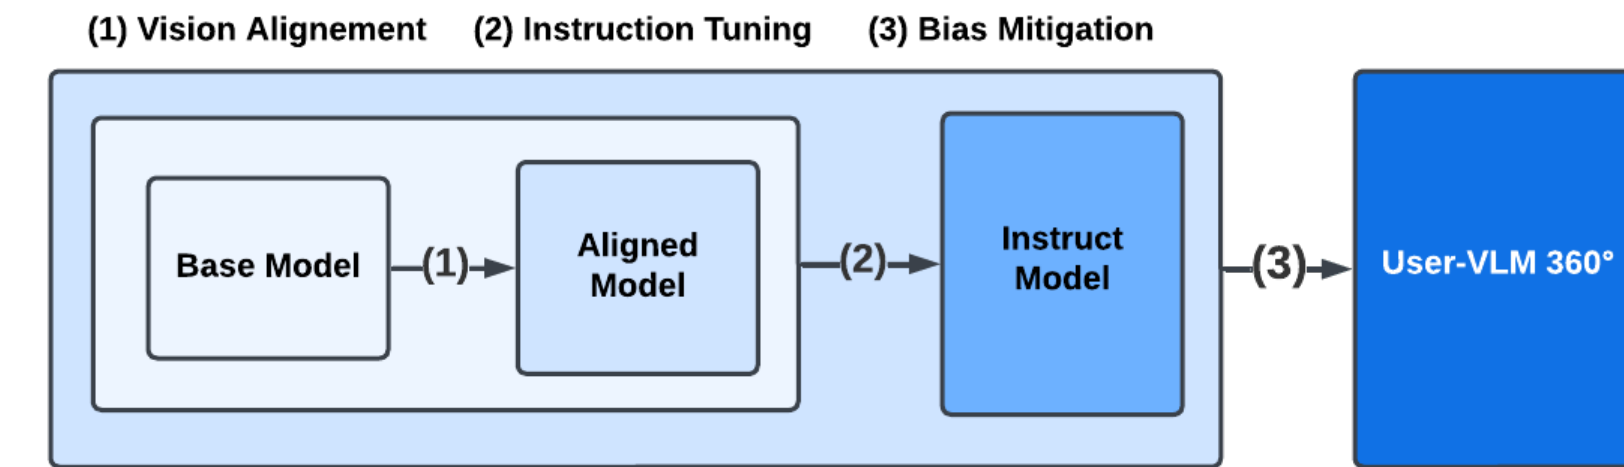 (1) Vision Alignement (2) Instruction Tuning (3) Bias Mitigation
Base Model
(1)
Aligned
Model
(2)
Instruct
Model
(3)
User-VLM 360°